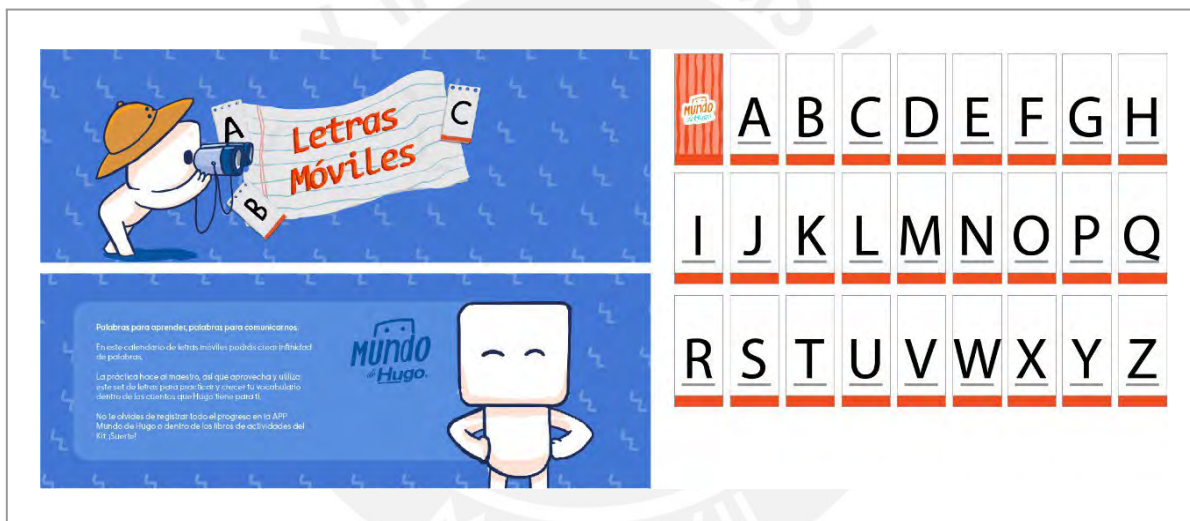 A
B
C
Letras
Móviles
Palabras para aprender, palabras para comunicarnos.
En este calendario de letras móviles podrás crear infinidad
de palabras.
La práctica hace al maestro, así que aprovecha y utiliza
este set de letras para practicar y crecer tu vocabulario
dentro de los cuentos que Hugo tiene para ti.
No te olvides de registrar todo el progreso en la APP
Mundo de Hugo o dentro de los libros de actividades del
Kit. ¡Suerte!
MUNDO
de Hugo.
MUNDO
de Hugo
A B C D E F G H
I J K L M N O P Q
R S T U V W X Y Z